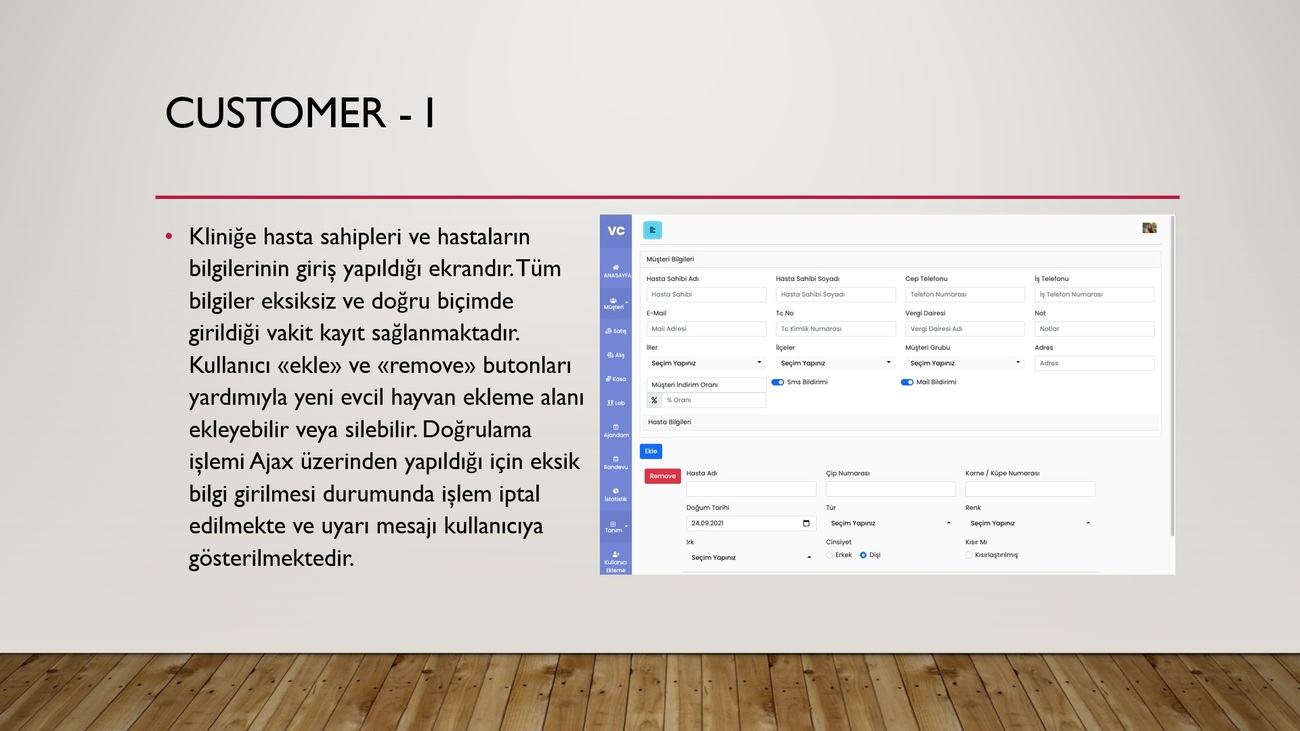 CUSTOMER - I
• Kliniğe hasta sahipleri ve hastaların
bilgilerinin giriş yapıldığı ekrandır. Tüm
bilgiler eksiksiz ve doğru biçimde
girildiği vakit kayıt sağlanmaktadır.
Kullanıcı «ekle» ve «remove» butonları
yardımıyla yeni evcil hayvan ekleme alanı
ekleyebilir veya silebilir. Doğrulama
işlemi Ajax üzerinden yapıldığı için eksik
bilgi girilmesi durumunda işlem iptal
edilmekte ve uyarı mesajı kullanıcıya
gösterilmektedir.
VC
ANASAYFA
Müşteri
Satış
Alış
Kasa
Lab
Ajandam
Randevu
İstatistik
Tanım
Kullanıcı
Ekleme
Müşteri Bilgileri
Hasta Sahibi Adı Hasta Sahibi Soyadı Cep Telefonu İş Telefonu
Hasta Sahibi Hasta Sahibi Soyadı Telefon Numarası İş Telefon Numarası
E-Mail Tc No Vergi Dairesi Not
Mail Adresi Tc Kimlik Numarası Vergi Dairesi Adı Notlar
İller İlçeler Müşteri Grubu Adres
Seçim Yapınız Seçim Yapınız Seçim Yapınız Adres
Müşteri İndirim Oranı Sms Bildirimi Mail Bildirimi
% % Oranı
Hasta Bilgileri
Ekle
Remove Hasta Adı Çip Numarası Karne / Küpe Numarası
Doğum Tarihi Tür Renk
24.09.2021 Seçim Yapınız Seçim Yapınız
Irk Cinsiyet Kısır Mı
Seçim Yapınız Erkek Dişi Kısırlaştırılmış